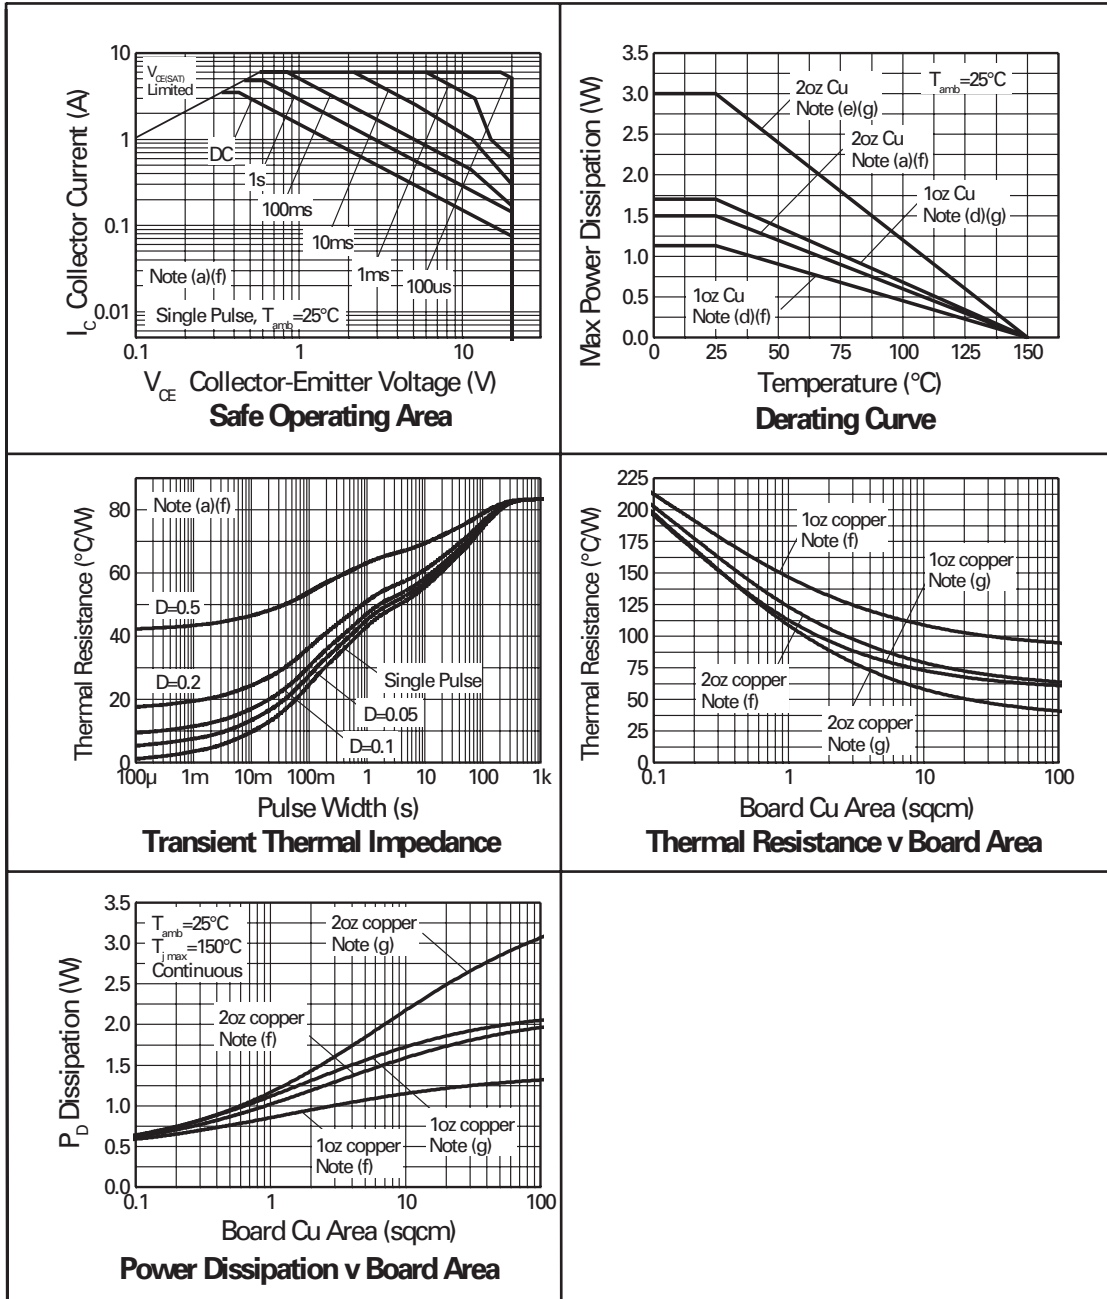 10
1
0.1
0.01
I_C Collector Current (A)
V_CE(SAT)
Limited
DC
1s
100ms
10ms
1ms
100us
Note (a)(f)
Single Pulse, T_amb=25°C
0.1 1 10
V_CE Collector-Emitter Voltage (V)
Safe Operating Area
3.5
3.0
2.5
2.0
1.5
1.0
0.5
0.0
Max Power Dissipation (W)
T_amb=25°C
2oz Cu
Note (e)(g)
2oz Cu
Note (a)(f)
1oz Cu
Note (d)(g)
1oz Cu
Note (d)(f)
0 25 50 75 100 125 150
Temperature (°C)
Derating Curve
80
60
40
20
0
Thermal Resistance (°C/W)
Note (a)(f)
D=0.5
D=0.2
Single Pulse
D=0.05
D=0.1
100µ 1m 10m 100m 1 10 100 1k
Pulse Width (s)
Transient Thermal Impedance
225
200
175
150
125
100
75
50
25
0
Thermal Resistance (°C/W)
1oz copper
Note (f)
1oz copper
Note (g)
2oz copper
Note (f)
2oz copper
Note (g)
0.1 1 10 100
Board Cu Area (sqcm)
Thermal Resistance v Board Area
3.5
3.0
2.5
2.0
1.5
1.0
0.5
0.0
P_D Dissipation (W)
T_amb=25°C
T_j max=150°C
Continuous
2oz copper
Note (g)
2oz copper
Note (f)
1oz copper
Note (g)
1oz copper
Note (f)
0.1 1 10 100
Board Cu Area (sqcm)
Power Dissipation v Board Area